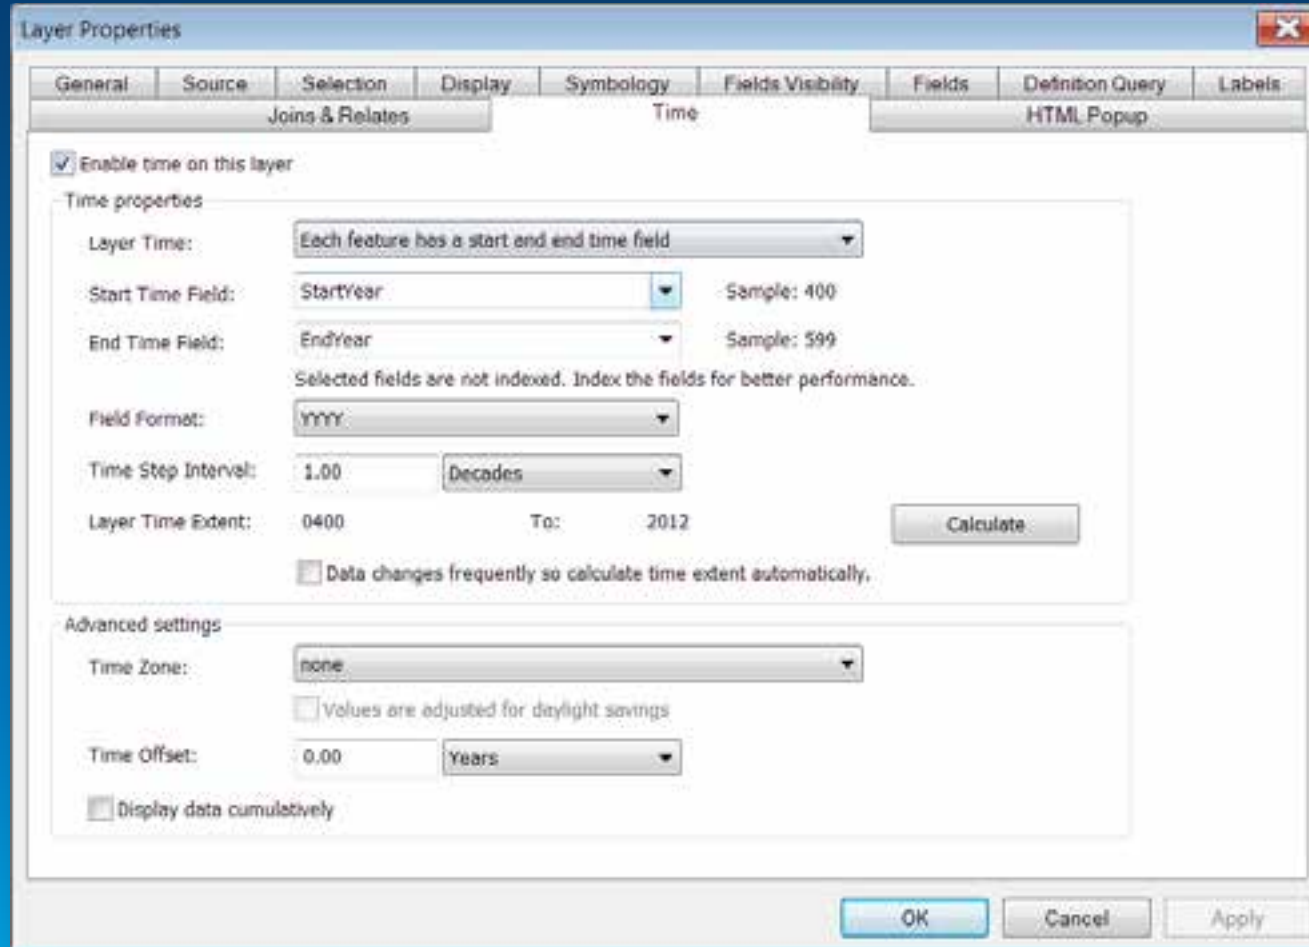 Layer Properties
General Source Selection Display Symbology Fields Visibility Fields Definition Query Labels
Joins & Relates Time HTML Popup
Enable time on this layer
Time properties
Layer Time: Each feature has a start and end time field
Start Time Field: StartYear Sample: 400
End Time Field: EndYear Sample: 599
Selected fields are not indexed. Index the fields for better performance.
Field Format: YYYY
Time Step Interval: 1.00 Decades
Layer Time Extent: 0400 To: 2012 Calculate
Data changes frequently so calculate time extent automatically.
Advanced settings
Time Zone: none
Values are adjusted for daylight savings
Time Offset: 0.00 Years
Display data cumulatively
OK Cancel Apply